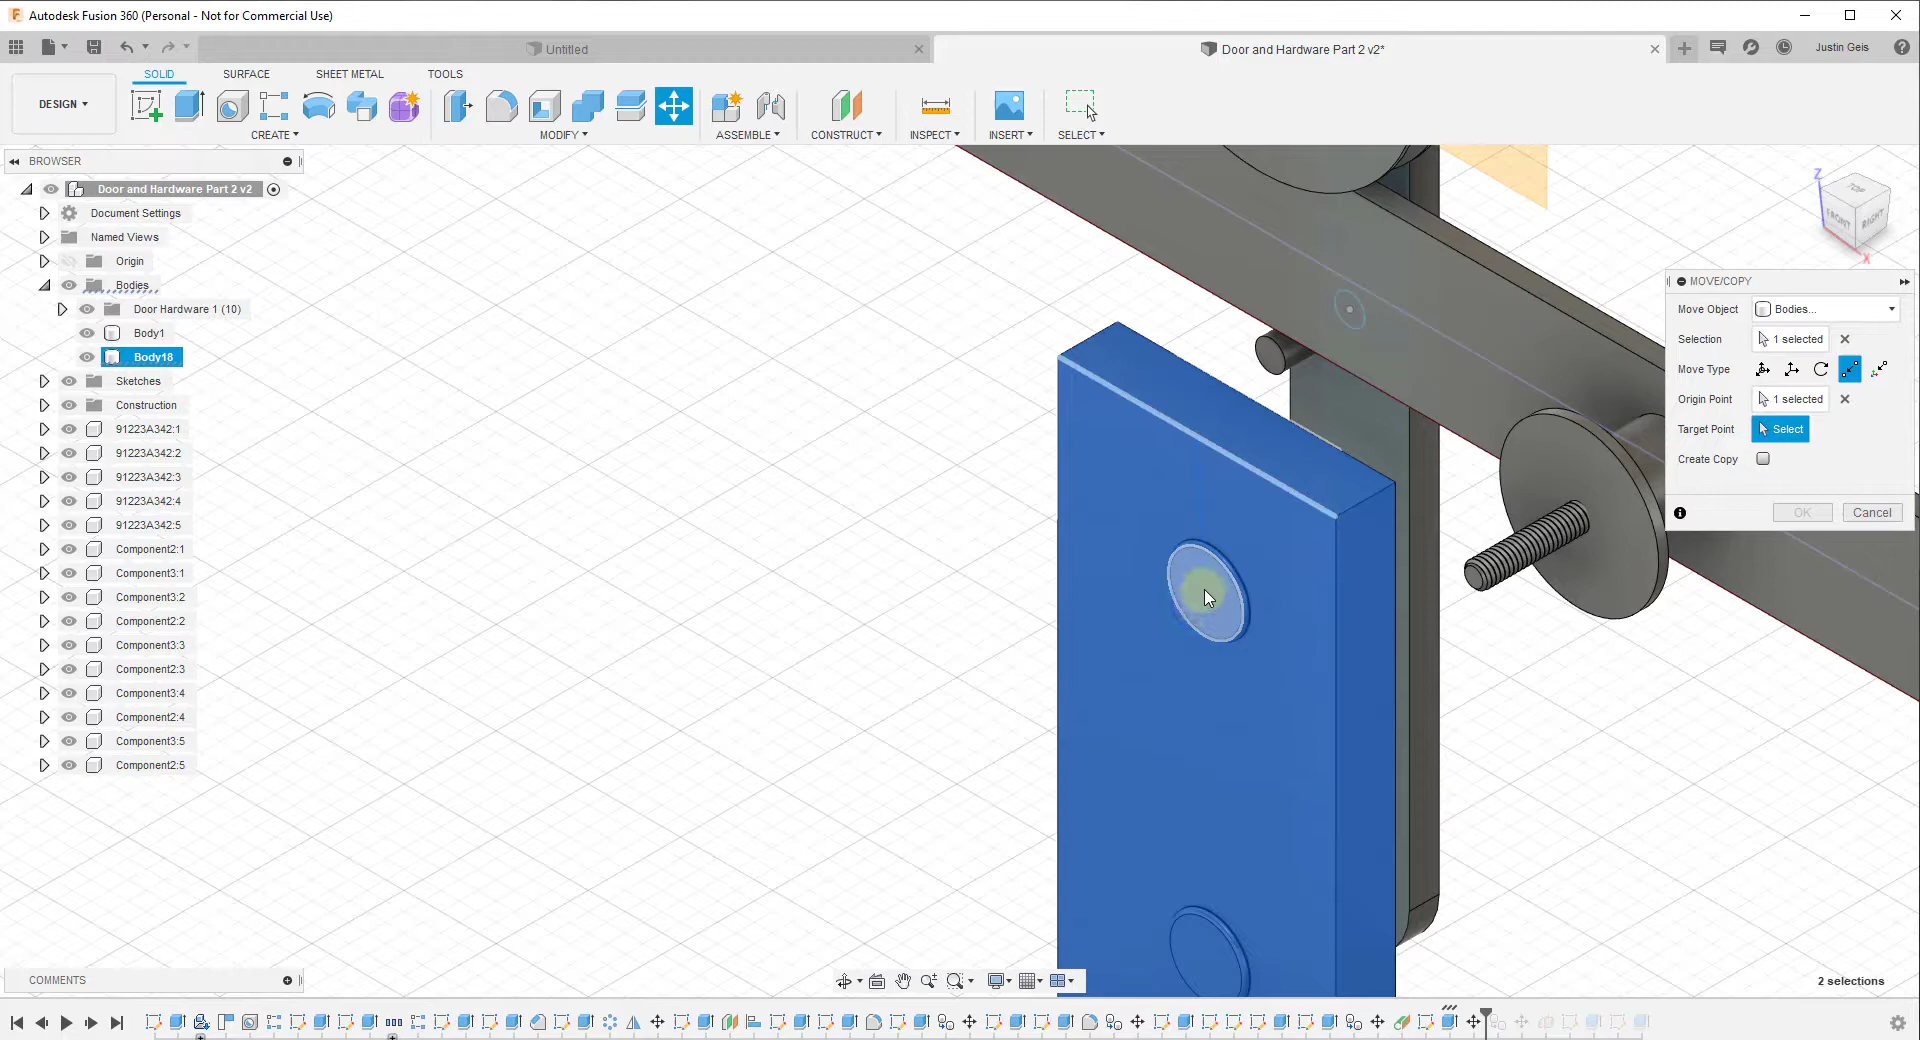 Autodesk Fusion 360 (Personal - Not for Commercial Use)
Untitled
Door and Hardware Part 2 v2*
Justin Geis
SOLID
SURFACE
SHEET METAL
TOOLS
DESIGN
CREATE
MODIFY
ASSEMBLE
CONSTRUCT
INSPECT
INSERT
SELECT
BROWSER
Door and Hardware Part 2 v2
Document Settings
Named Views
Origin
Bodies
Door Hardware 1 (10)
Body1
Body18
Sketches
Construction
91223A342:1
91223A342:2
91223A342:3
91223A342:4
91223A342:5
Component2:1
Component3:1
Component3:2
Component2:2
Component3:3
Component2:3
Component3:4
Component2:4
Component3:5
Component2:5
Z
TOP
FRONT
RIGHT
X
MOVE/COPY
Move Object
Bodies...
Selection
1 selected
Move Type
Origin Point
1 selected
Target Point
Select
Create Copy
OK
Cancel
COMMENTS
2 selections